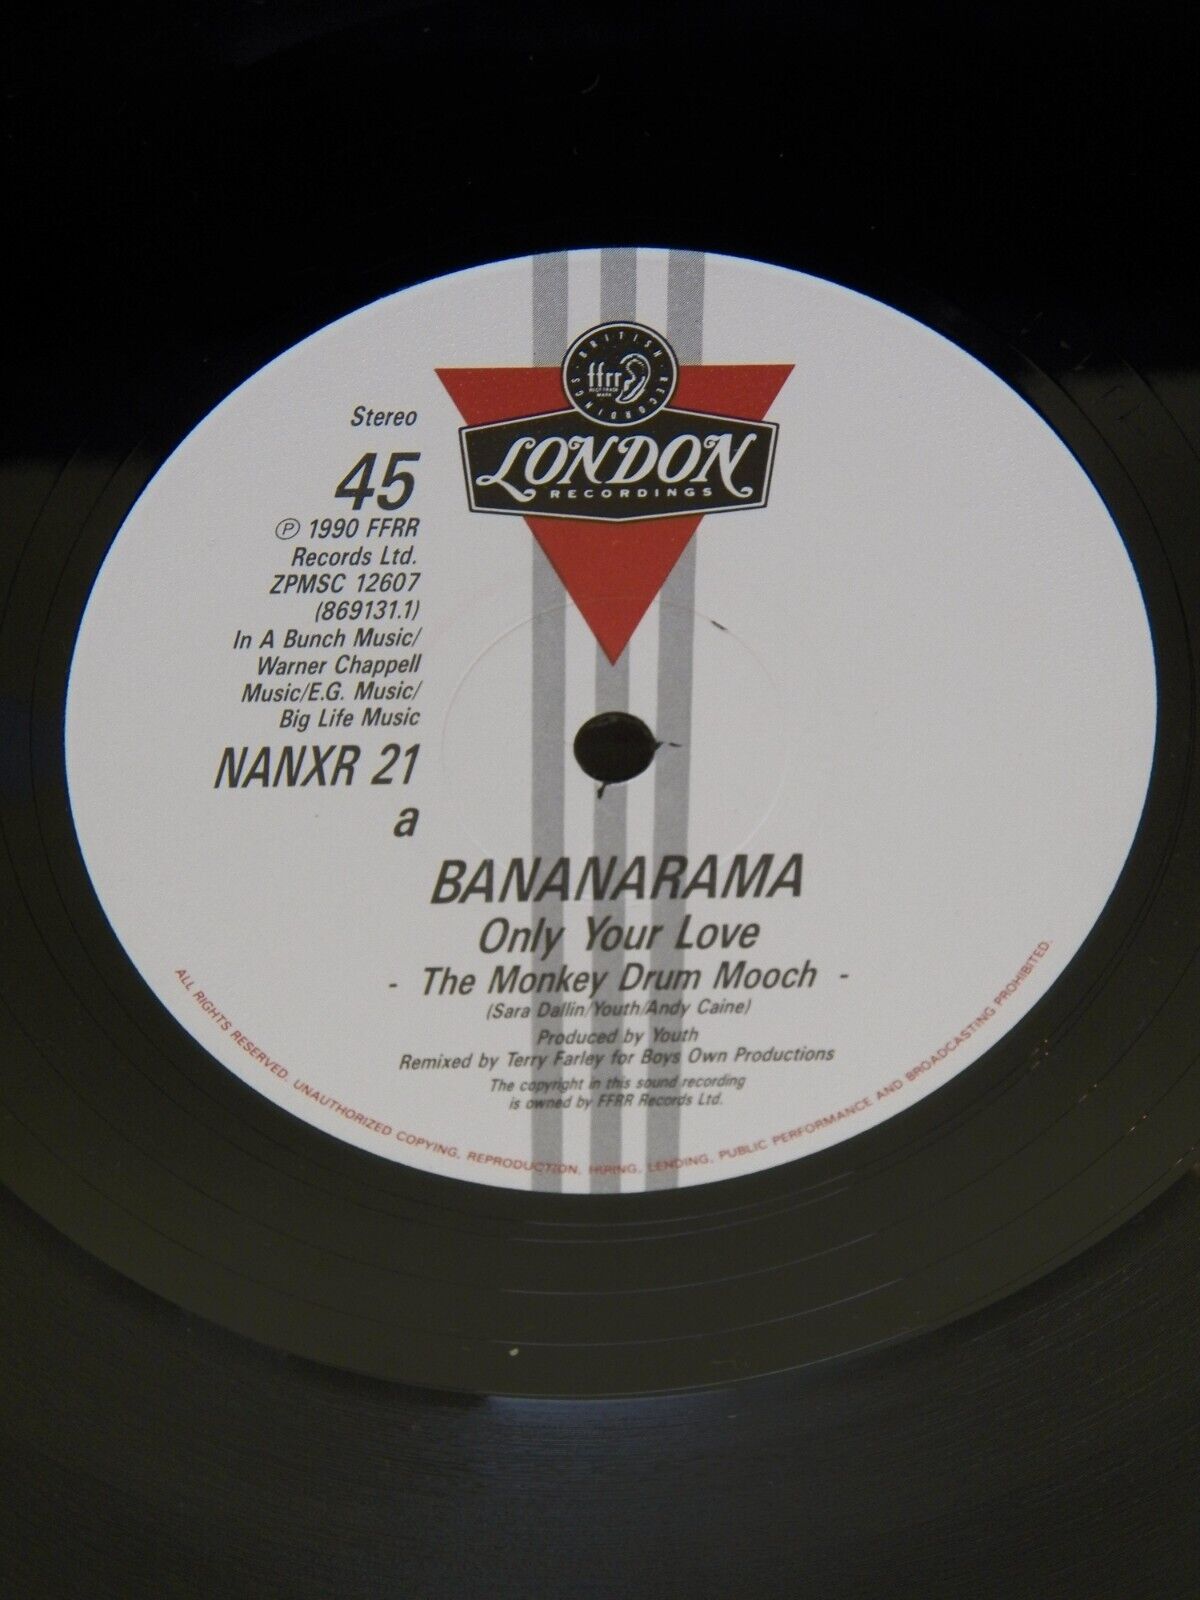 BRITISH · RECORDINGS
ffrr
LONDON
RECORDINGS
Stereo
45
℗ 1990 FFRR
Records Ltd.
ZPMSC 12607
(869131.1)
In A Bunch Music/
Warner Chappell
Music/E.G. Music/
Big Life Music
NANXR 21
a
BANANARAMA
Only Your Love
- The Monkey Drum Mooch -
(Sara Dallin/Youth/Andy Caine)
Produced by Youth
Remixed by Terry Farley for Boys Own Productions
The copyright in this sound recording
is owned by FFRR Records Ltd.
ALL RIGHTS RESERVED. UNAUTHORIZED COPYING, REPRODUCTION, HIRING, LENDING, PUBLIC PERFORMANCE AND BROADCASTING PROHIBITED.